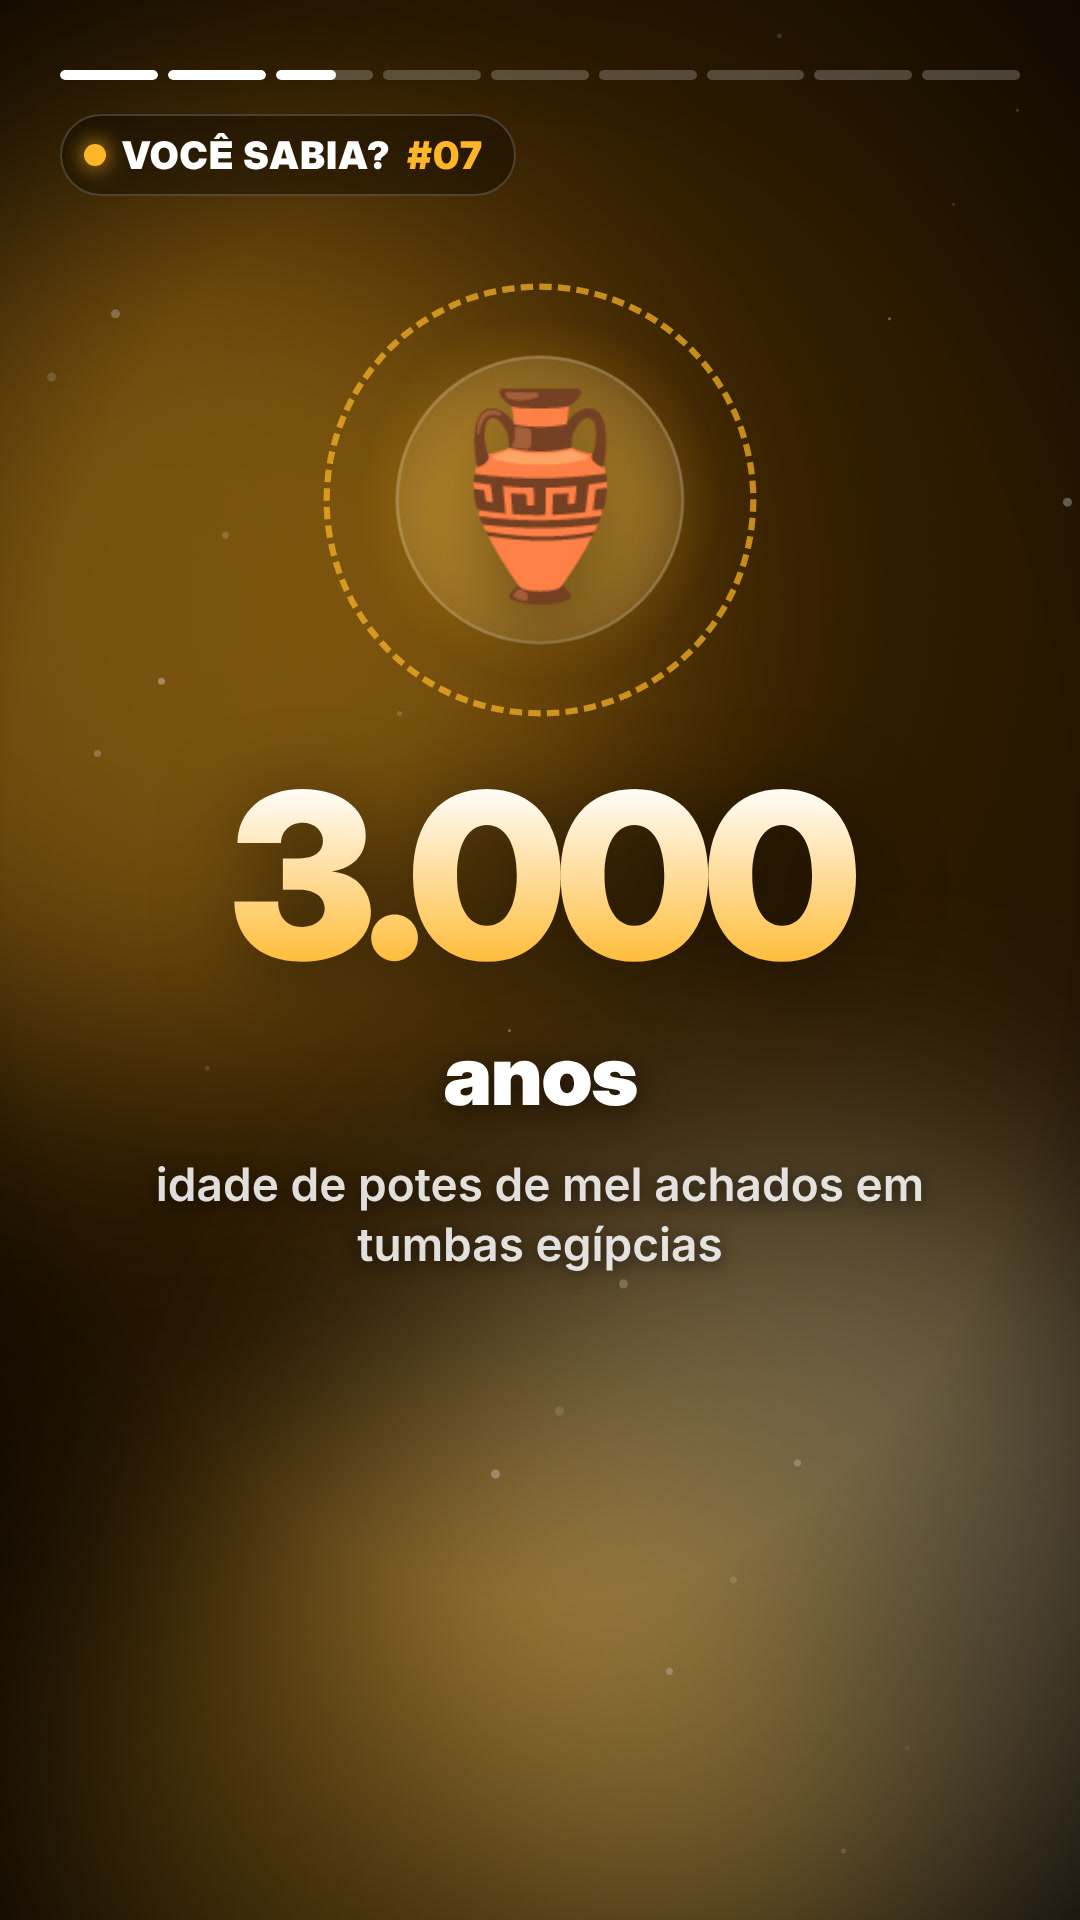 VOCÊ SABIA? #07
3.000
anos
idade de potes de mel achados em
tumbas egípcias